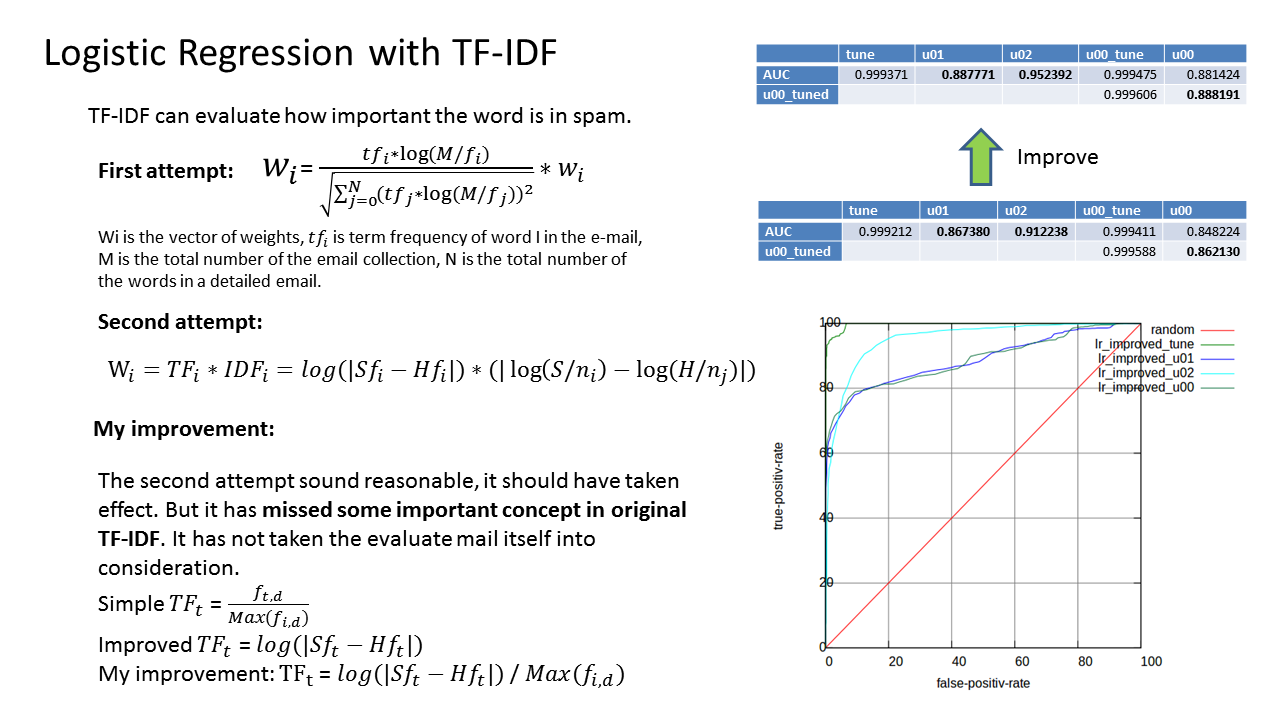 Logistic Regression with TF-IDF
TF-IDF can evaluate how important the word is in spam.
First attempt: W_i = \frac{tf_i*log(M/f_i)}{\sqrt{\sum_{j=0}^{N}(tf_j*log(M/f_j))^2}} * w_i
Wi is the vector of weights, tf_i is term frequency of word I in the e-mail,
M is the total number of the email collection, N is the total number of
the words in a detailed email.
Second attempt:
W_i = TF_i * IDF_i = log(|Sf_i − Hf_i|) * (| log(S/n_i) − log(H/n_j)|)
My improvement:
The second attempt sound reasonable, it should have taken
effect. But it has missed some important concept in original
TF-IDF. It has not taken the evaluate mail itself into
consideration.
Simple TF_t = \frac{f_{t,d}}{Max(f_{i,d})}
Improved TF_t = log(|Sf_t − Hf_t|)
My improvement: TF_t = log(|Sf_t − Hf_t|) / Max(f_{i,d})
tune u01 u02 u00_tune u00
AUC 0.999371 0.887771 0.952392 0.999475 0.881424
u00_tuned 0.999606 0.888191
Improve
tune u01 u02 u00_tune u00
AUC 0.999212 0.867380 0.912238 0.999411 0.848224
u00_tuned 0.999588 0.862130
100
80
60
40
20
0
true-positiv-rate
random
lr_improved_tune
lr_improved_u01
lr_improved_u02
lr_improved_u00
0 20 40 60 80 100
false-positiv-rate